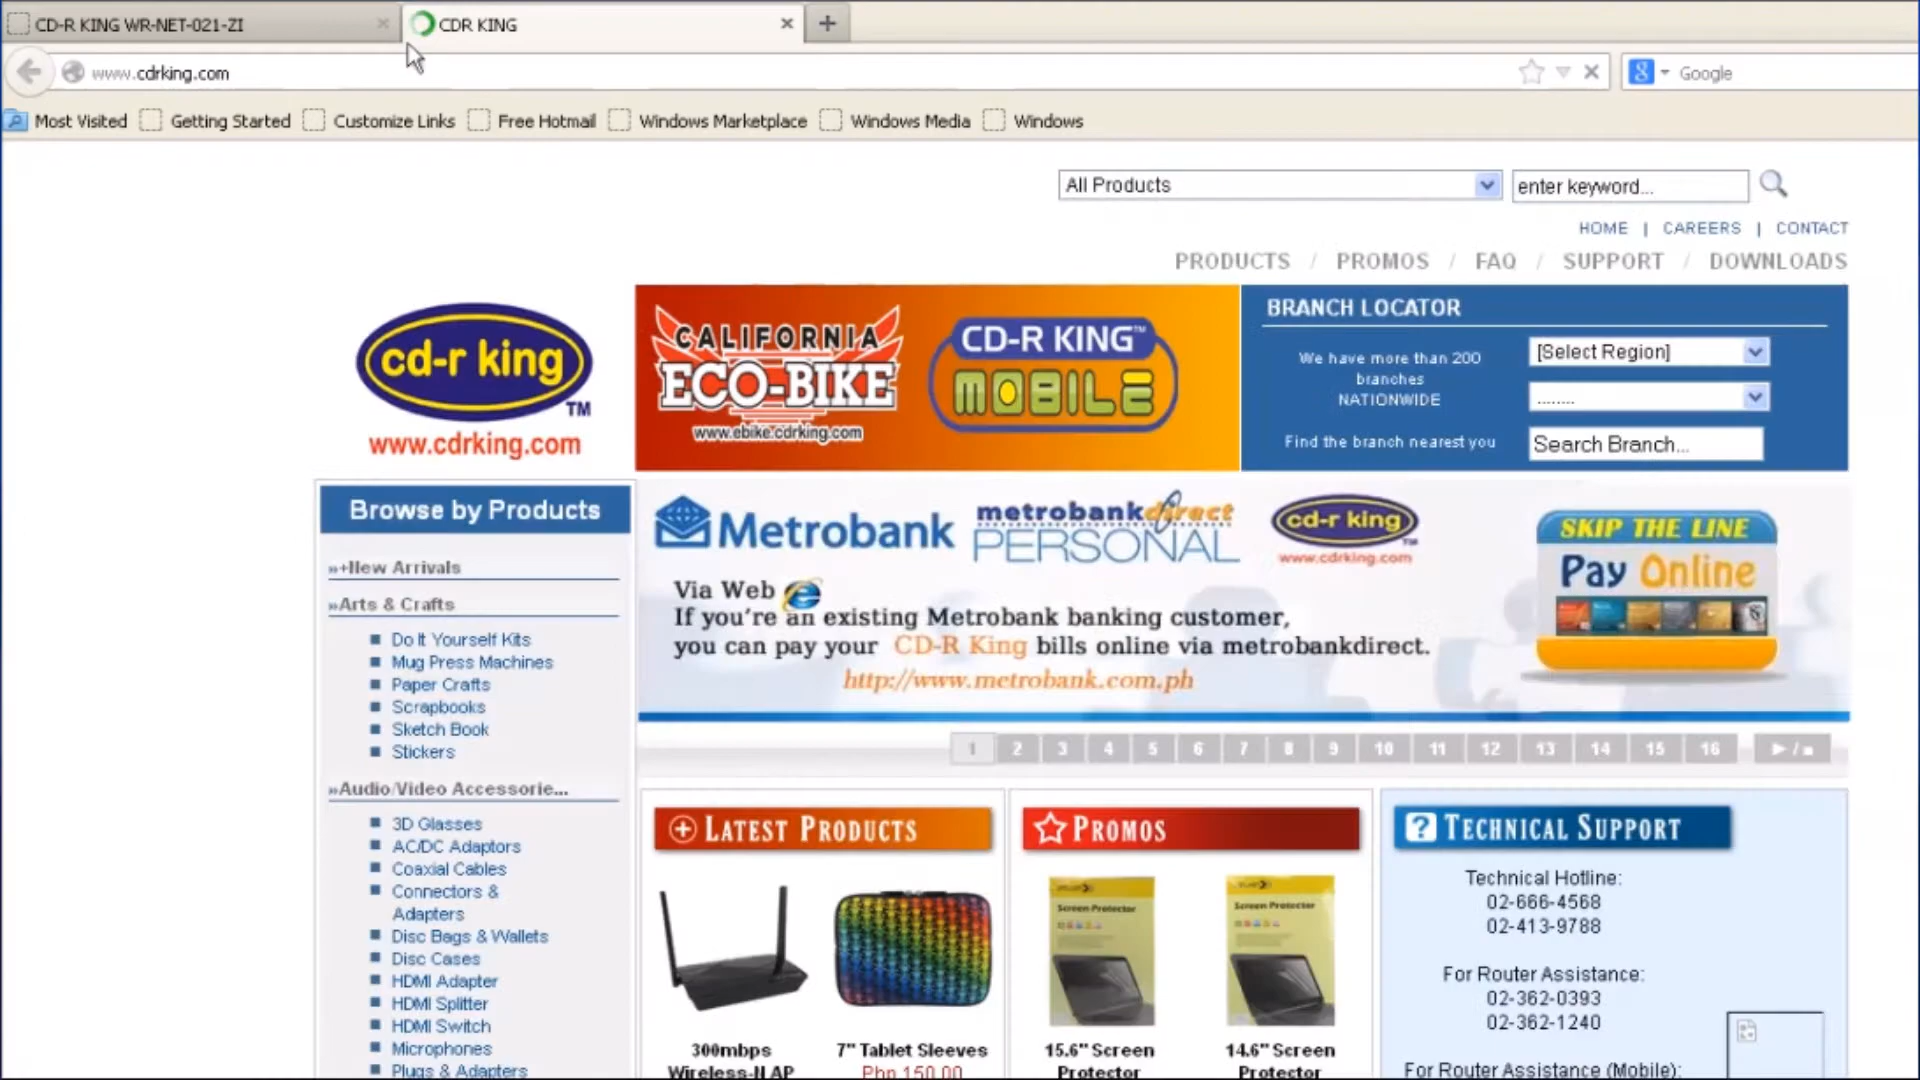 CD-R KING WR-NET-021-ZI
CDR KING
www.cdrking.com
Google
Most Visited
Getting Started
Customize Links
Free Hotmail
Windows Marketplace
Windows Media
Windows
All Products
enter keyword...
HOME | CAREERS | CONTACT
PRODUCTS / PROMOS / FAQ / SUPPORT / DOWNLOADS
cd-r king
TM
www.cdrking.com
CALIFORNIA
ECO-BIKE
www.ebike.cdrking.com
CD-R KING™
MOBILE
BRANCH LOCATOR
We have more than 200
branches
NATIONWIDE
Find the branch nearest you
[Select Region]
........
Search Branch...
Browse by Products
»+New Arrivals
»Arts & Crafts
Do It Yourself Kits
Mug Press Machines
Paper Crafts
Scrapbooks
Sketch Book
Stickers
»Audio/Video Accessorie...
3D Glasses
AC/DC Adaptors
Coaxial Cables
Connectors &
Adapters
Disc Bags & Wallets
Disc Cases
HDMI Adapter
HDMI Splitter
HDMI Switch
Microphones
Plugs & Adapters
Metrobank
metrobankdirect
PERSONAL
cd-r king
TM
www.cdrking.com
SKIP THE LINE
Pay Online
Via Web
If you're an existing Metrobank banking customer,
you can pay your CD-R King bills online via metrobankdirect.
http://www.metrobank.com.ph
1 2 3 4 5 6 7 8 9 10 11 12 13 14 15 16
LATEST PRODUCTS
300mbps
Wireless-N AP
7" Tablet Sleeves
Php 150.00
PROMOS
Screen Protector
Screen Protector
15.6" Screen
Protector
14.6" Screen
Protector
TECHNICAL SUPPORT
Technical Hotline:
02-666-4568
02-413-9788
For Router Assistance:
02-362-0393
02-362-1240
For Router Assistance (Mobile):